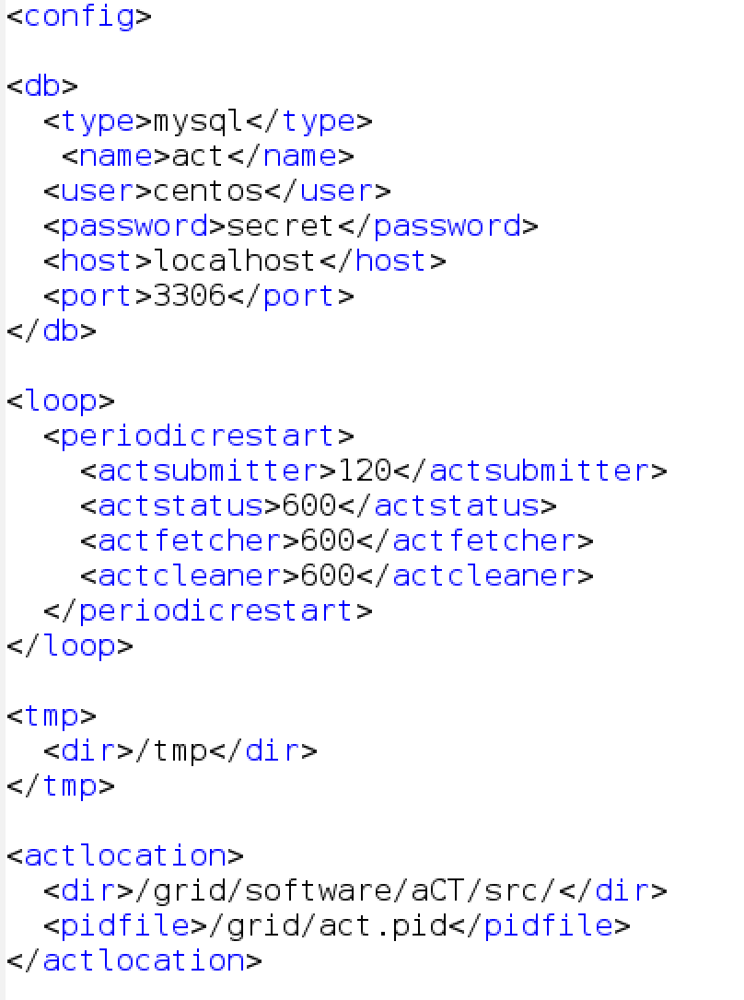 <config>

<db>
  <type>mysql</type>
   <name>act</name>
  <user>centos</user>
  <password>secret</password>
  <host>localhost</host>
  <port>3306</port>
</db>

<loop>
  <periodicrestart>
    <actsubmitter>120</actsubmitter>
    <actstatus>600</actstatus>
    <actfetcher>600</actfetcher>
    <actcleaner>600</actcleaner>
  </periodicrestart>
</loop>

<tmp>
  <dir>/tmp</dir>
</tmp>

<actlocation>
  <dir>/grid/software/aCT/src/</dir>
  <pidfile>/grid/act.pid</pidfile>
</actlocation>